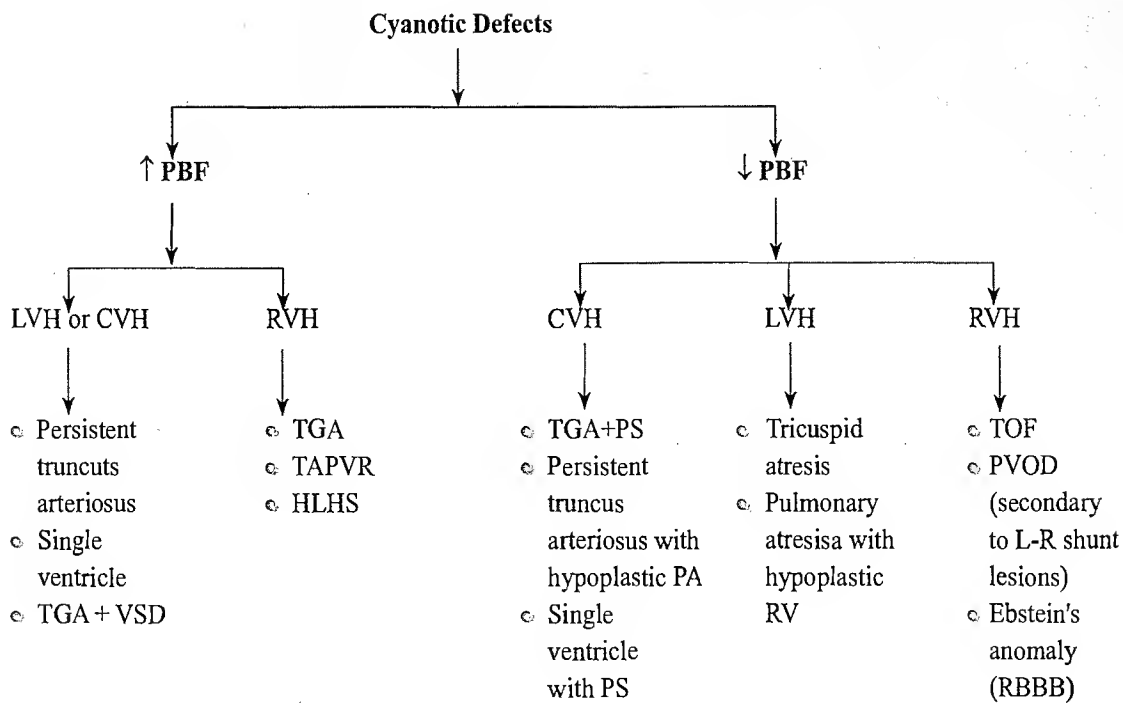 Cyanotic Defects
↑ PBF
↓ PBF
LVH or CVH
RVH
CVH
LVH
RVH
Persistent
truncuts
arteriosus
Single
ventricle
TGA + VSD
TGA
TAPVR
HLHS
TGA+PS
Persistent
truncus
arteriosus with
hypoplastic PA
Single
ventricle
with PS
Tricuspid
atresis
Pulmonary
atresisa with
hypoplastic
RV
TOF
PVOD
(secondary
to L-R shunt
lesions)
Ebstein's
anomaly
(RBBB)